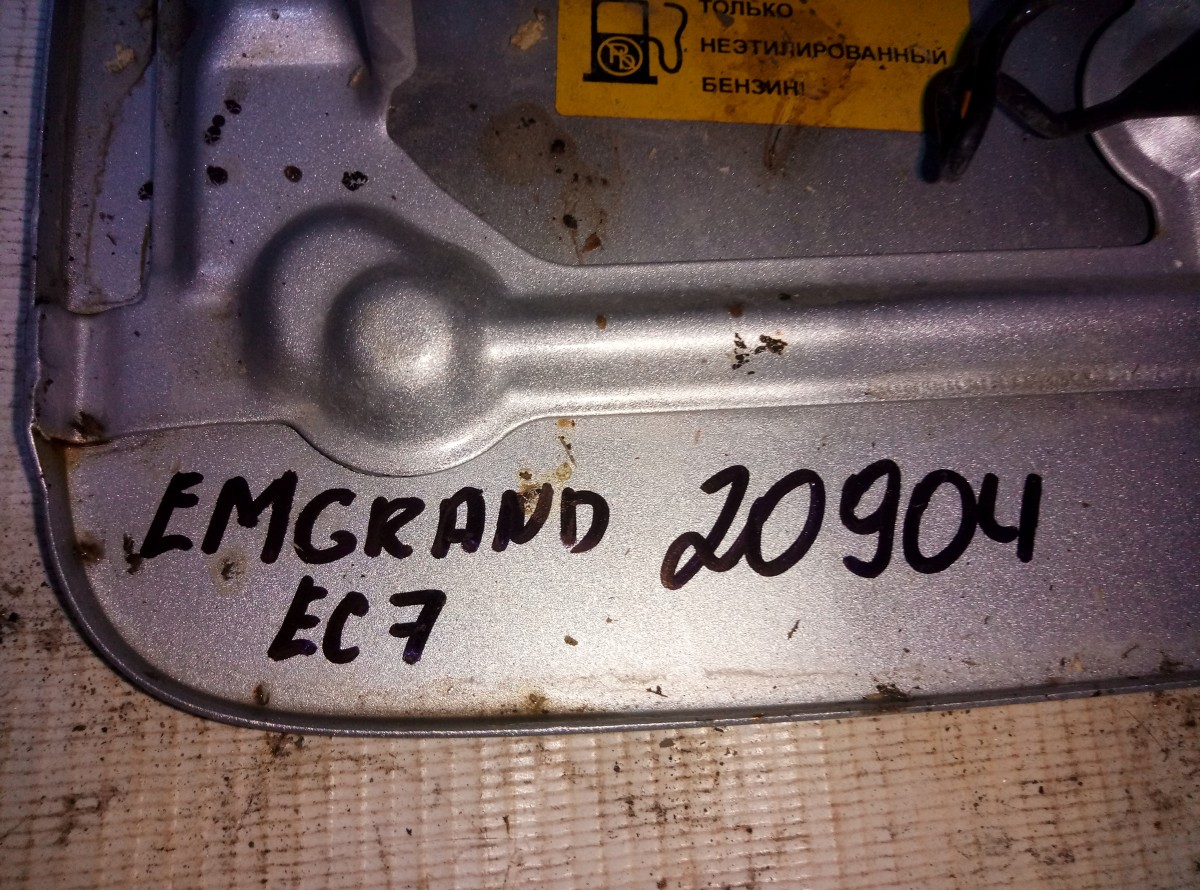 ТОЛЬКО
НЕЭТИЛИРОВАННЫЙ
БЕНЗИН!
EMGRAND 20904
EC7